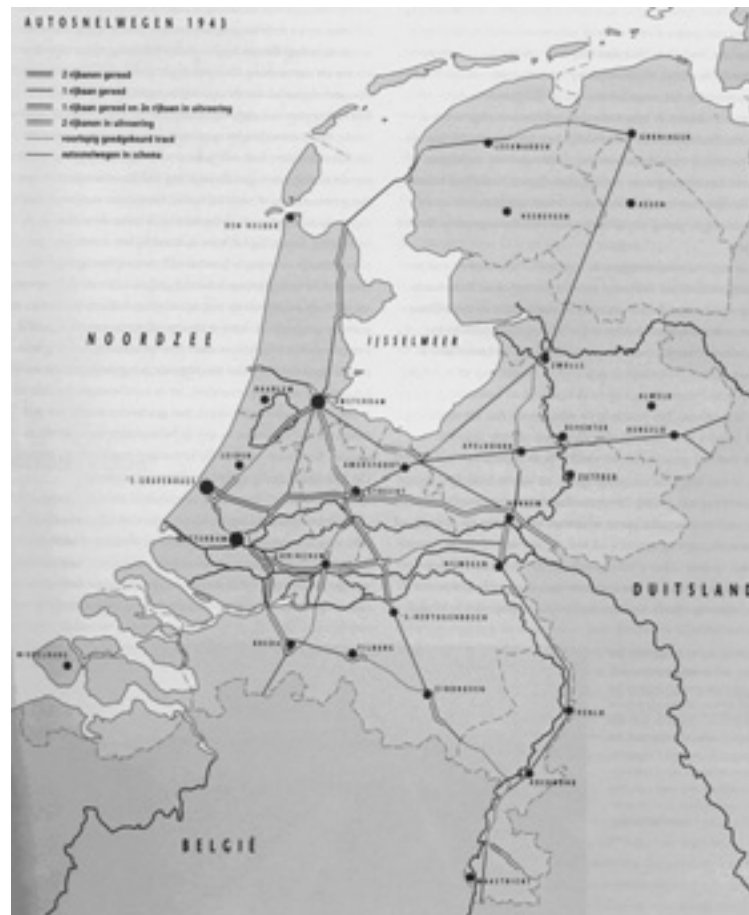 AUTOSNELWEGEN 1943
2 rijbanen gereed
1 rijbaan gereed
1 rijbaan gereed en 2e rijbaan in uitvoering
2 rijbanen in uitvoering
voorlopig goedgekeurd tracé
autosnelwegen in schema
LEEUWARDEN
GRONINGEN
ASSEN
HEERENVEEN
DEN HELDER
NOORDZEE
IJSSELMEER
ZWOLLE
HAARLEM
AMSTERDAM
ALMELO
DEVENTER
HENGELO
APELDOORN
LEIDEN
AMERSFOORT
ZUTPHEN
'S GRAVENHAGE
UTRECHT
ARNHEM
ROTTERDAM
GORINCHEM
NIJMEGEN
DUITSLAND
'S-HERTOGENBOSCH
BREDA
TILBURG
MIDDELBURG
EINDHOVEN
VENLO
ROERMOND
BELGIË
MAASTRICHT